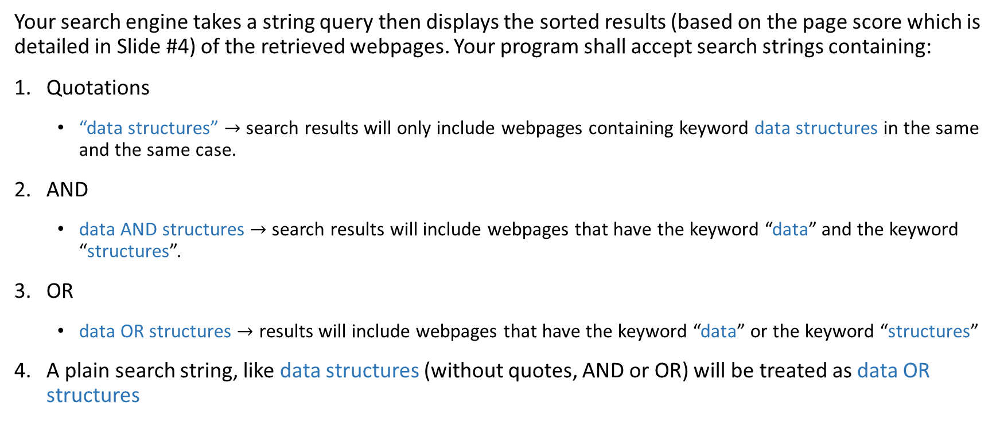 Your search engine takes a string query then displays the sorted results (based on the page score which is
detailed in Slide #4) of the retrieved webpages. Your program shall accept search strings containing:
1. Quotations
• “data structures” → search results will only include webpages containing keyword data structures in the same
and the same case.
2. AND
• data AND structures → search results will include webpages that have the keyword “data” and the keyword
“structures”.
3. OR
• data OR structures → results will include webpages that have the keyword “data” or the keyword “structures”
4. A plain search string, like data structures (without quotes, AND or OR) will be treated as data OR
structures